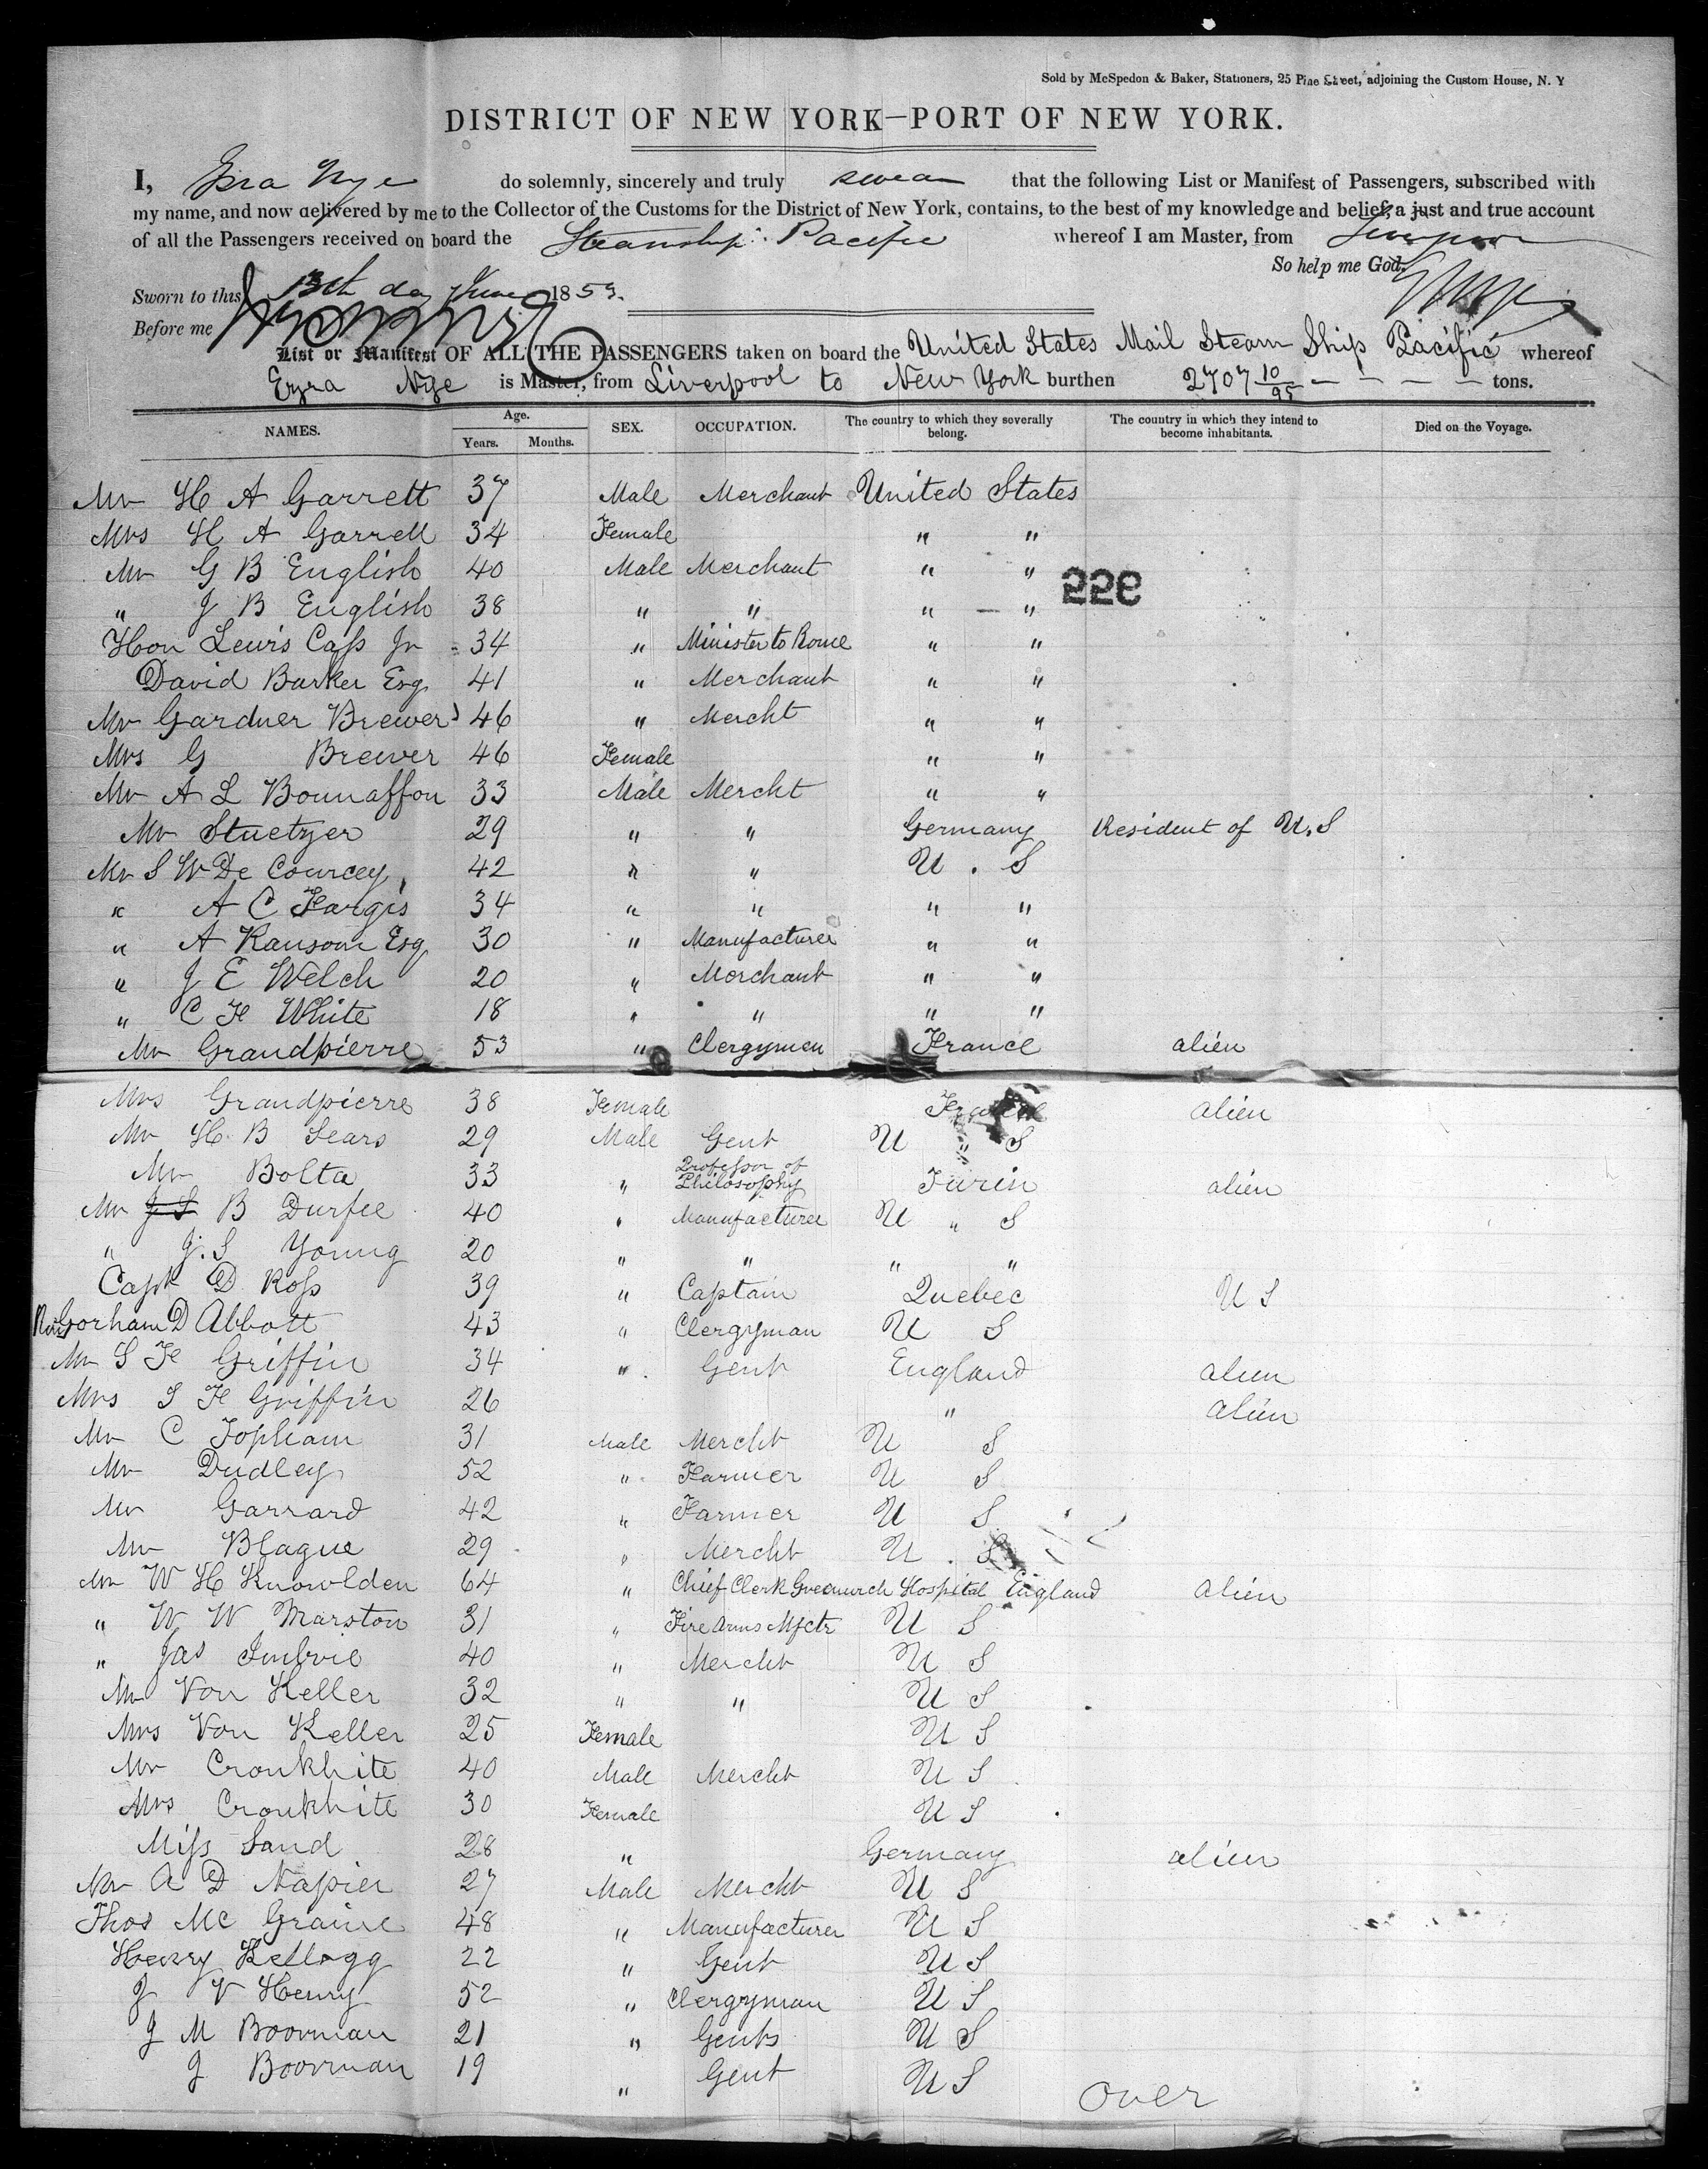 Sold by McSpedon & Baker, Stationers, 25 Pine Street, adjoining the Custom House, N. Y
DISTRICT OF NEW YORK—PORT OF NEW YORK.
I, Ezra Nye do solemnly, sincerely and truly swear that the following List or Manifest of Passengers, subscribed with
my name, and now delivered by me to the Collector of the Customs for the District of New York, contains, to the best of my knowledge and belief, a just and true account
of all the Passengers received on board the Steamship Pacific whereof I am Master, from Liverpool
So help me God.
Sworn to this 13th day June 1853.
Before me
List or Manifest OF ALL THE PASSENGERS taken on board the United States Mail Steam Ship Pacific whereof
Ezra Nye is Master, from Liverpool to New York burthen 2707 10/95 — — — — tons.
NAMES. Age. Years. Months. SEX. OCCUPATION. The country to which they severally belong. The country in which they intend to become inhabitants. Died on the Voyage.
Mr H A Garrett 37 Male Merchant United States
Mrs H A Garrett 34 Female " "
Mr G B English 40 Male Merchant " "
" J B English 38 " " " — "
Hon Lewis Cass Jr 34 " Minister to Rome " "
David Barker Esq 41 " Merchant " "
Mr Gardner Brewer 46 " Mercht " "
Mrs G Brewer 46 Female " "
Mr A L Bounaffon 33 Male Mercht " "
Mr Stuetzer 29 " " Germany Resident of U.S
Mr S W De Courcey 42 " " U . S
" A C Fargis 34 " " " "
" A Ransom Esq 30 " Manufacturer " "
" J E Welch 20 " Merchant " "
" C F White 18 " " " "
Mr Grandpierre 53 " Clergymen France alien
Mrs Grandpierre 38 Female France alien
Mr H. B Sears 29 Male Gent U " S
Mr Bolta 33 " Professor of Philosophy Turin alien
Mr J S B Durfee 40 " Manufacturer U " S
" J. S Young 20 " " " "
Capt D Ross 39 " Captain Quebec U S
Rev Gorham D Abbott 43 " Clergyman U S
Mr S F Griffin 34 " Gent England alien
Mrs S F Griffin 26 " alien
Mr C Topham 31 Male Mercht U S
Mr Dudley 52 " Farmer U S
Mr Garrard 42 " Farmer U S
Mr Blague 29 " Mercht U . S
Mr W H Knowlden 64 " Chief Clerk Greenwich Hospital England alien
" W W Marston 31 " Fire Arms Mfctr U S
" Jas Imbrie 40 " Mercht U S
Mr Von Keller 32 " " U S
Mrs Von Keller 25 Female U S
Mr Cronkhite 40 Male Mercht U S
Mrs Cronkhite 30 Female U S
Miss Sand 28 " Germany alien
Mr A D Napier 27 Male Mercht U S
Thos Mc Graine 48 " Manufacturer U S
Henry Kellogg 22 " Gent U S
J V Henry 52 " Clergyman U S
J M Boorman 21 " Gents U S
J Boorman 19 " Gent U S
over